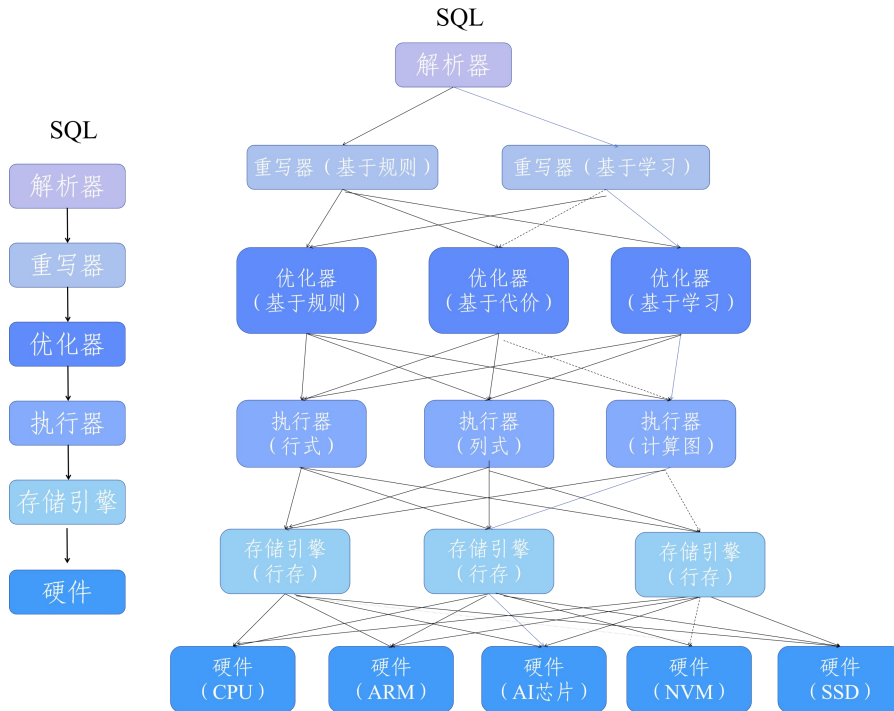 SQL
解析器
重写器
优化器
执行器
存储引擎
硬件
SQL
解析器
重写器（基于规则）
重写器（基于学习）
优化器
（基于规则）
优化器
（基于代价）
优化器
（基于学习）
执行器
（行式）
执行器
（列式）
执行器
（计算图）
存储引擎
（行存）
存储引擎
（行存）
存储引擎
（行存）
硬件
（CPU）
硬件
（ARM）
硬件
（AI芯片）
硬件
（NVM）
硬件
（SSD）